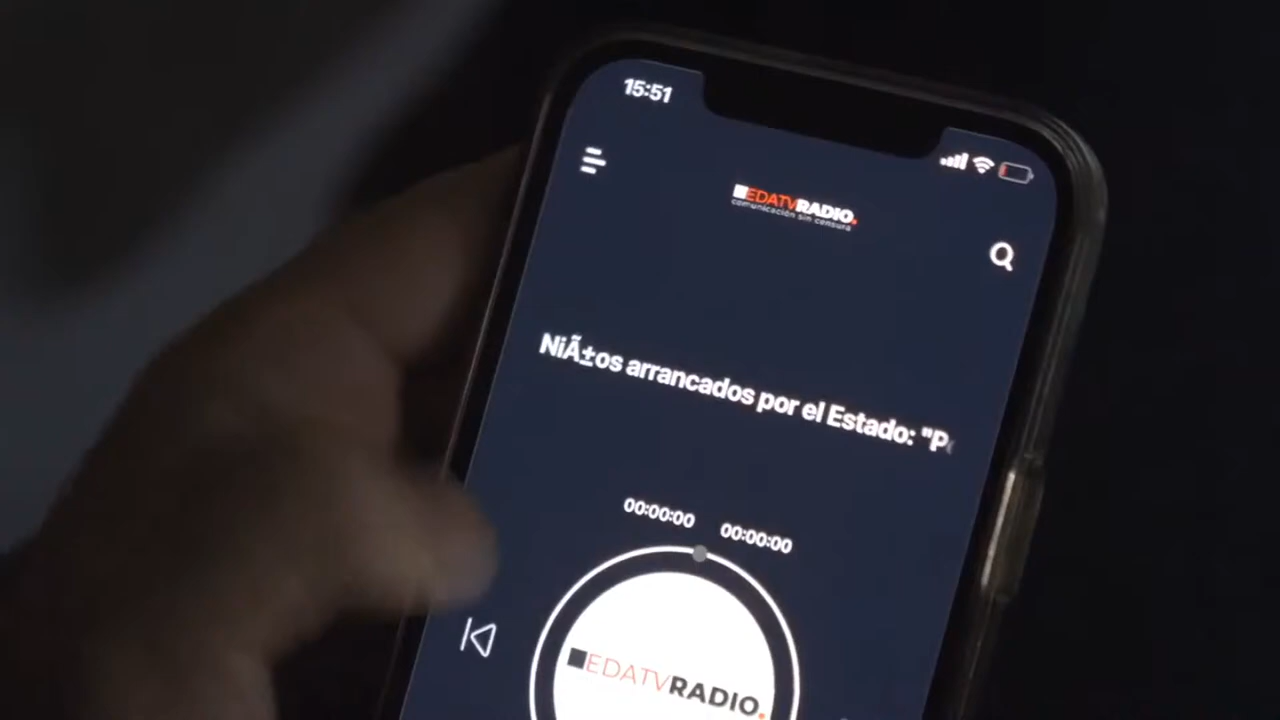 15:51
EDATVRADIO.
comunicación sin censura
NiÃ±os arrancados por el Estado: "P
00:00:00 00:00:00
EDATVRADIO.